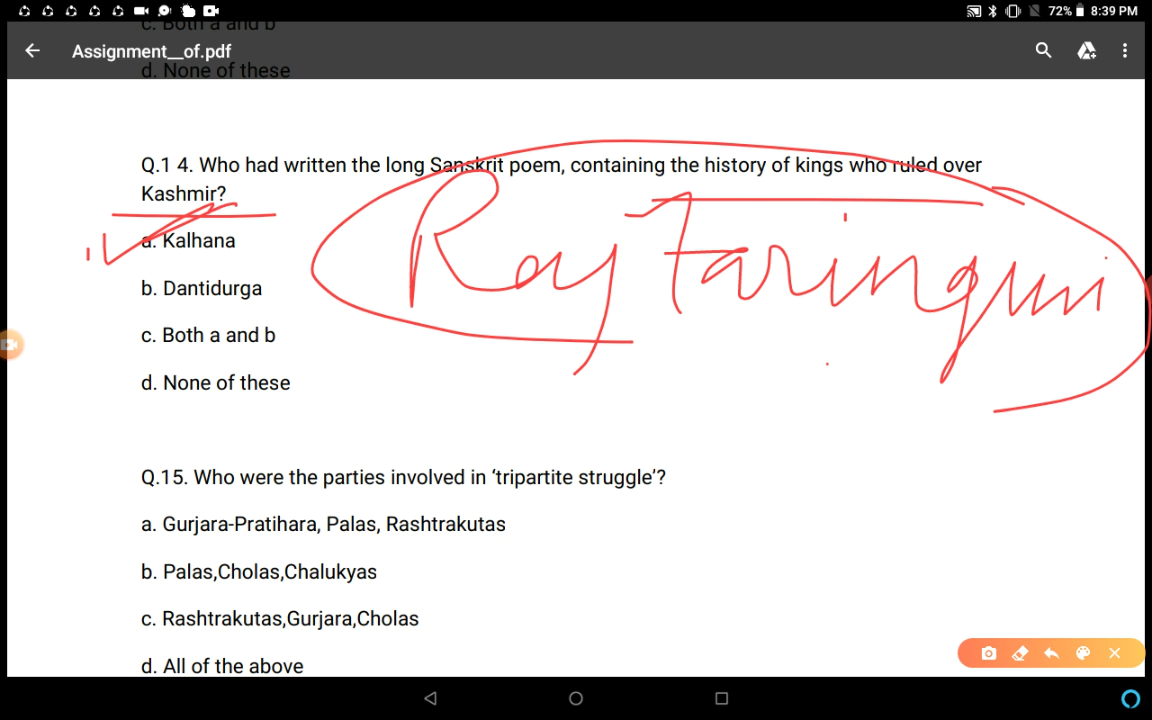 72% 8:39 PM
c. Both a and b
Assignment__of.pdf
d. None of these
Q.1 4. Who had written the long Sanskrit poem, containing the history of kings who ruled over
Kashmir?
a. Kalhana
b. Dantidurga
c. Both a and b
d. None of these
Q.15. Who were the parties involved in ‘tripartite struggle’?
a. Gurjara-Pratihara, Palas, Rashtrakutas
b. Palas,Cholas,Chalukyas
c. Rashtrakutas,Gurjara,Cholas
d. All of the above